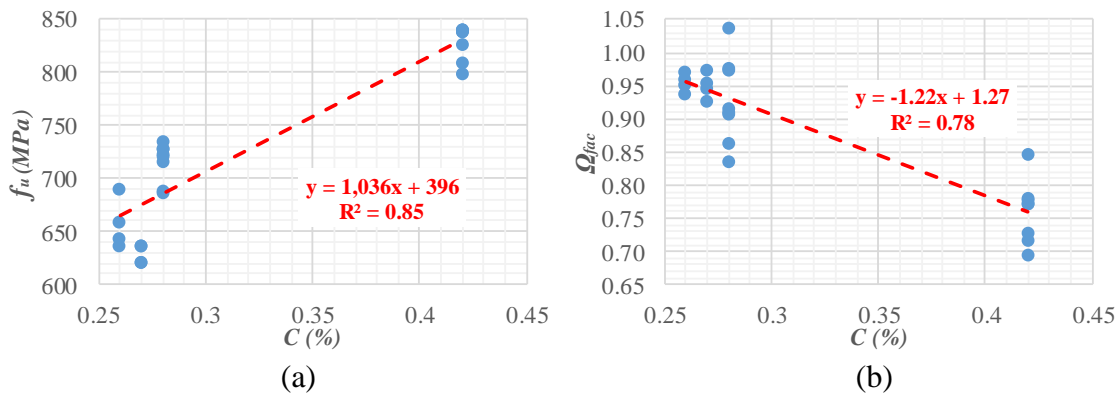 850
800
750
700
650
600
f_u (MPa)
y = 1,036x + 396
R² = 0.85
0.25 0.3 0.35 0.4 0.45
C (%)
(a)
1.05
1.00
0.95
0.90
0.85
0.80
0.75
0.70
0.65
Ω_fac
y = -1.22x + 1.27
R² = 0.78
0.25 0.3 0.35 0.4 0.45
C (%)
(b)